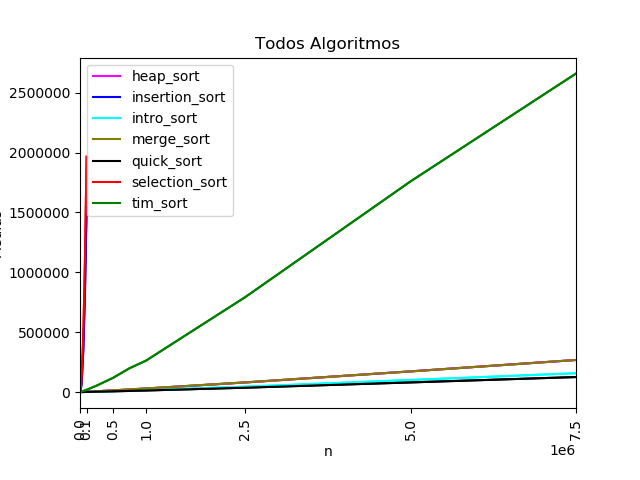 Todos Algoritmos
heap_sort
insertion_sort
intro_sort
merge_sort
quick_sort
selection_sort
tim_sort
2500000
2000000
1500000
1000000
500000
0
0.0
0.1
0.5
1.0
2.5
5.0
7.5
1e6
n